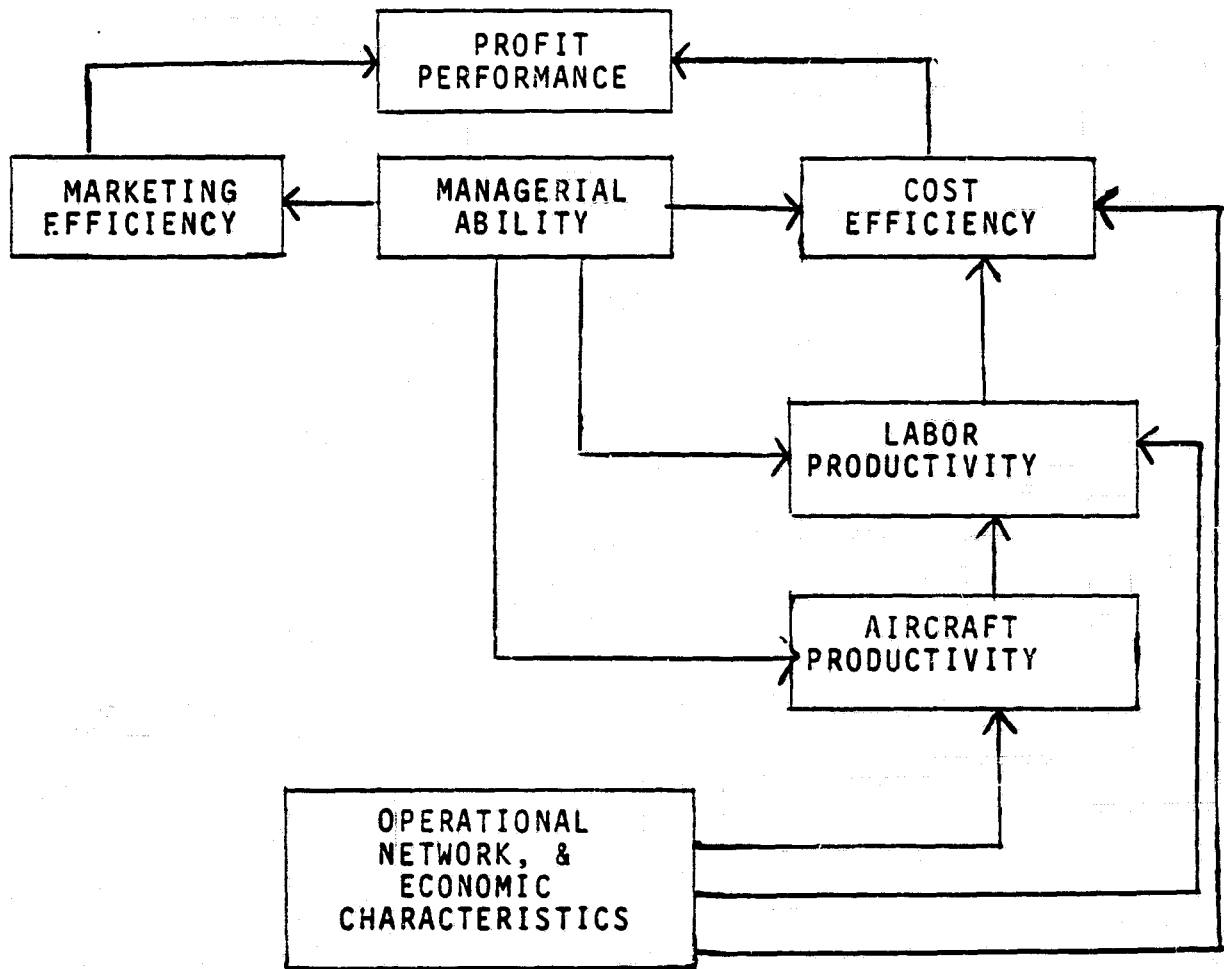 PROFIT
PERFORMANCE
MARKETING
EFFICIENCY
MANAGERIAL
ABILITY
COST
EFFICIENCY
LABOR
PRODUCTIVITY
AIRCRAFT
PRODUCTIVITY
OPERATIONAL
NETWORK, &
ECONOMIC
CHARACTERISTICS